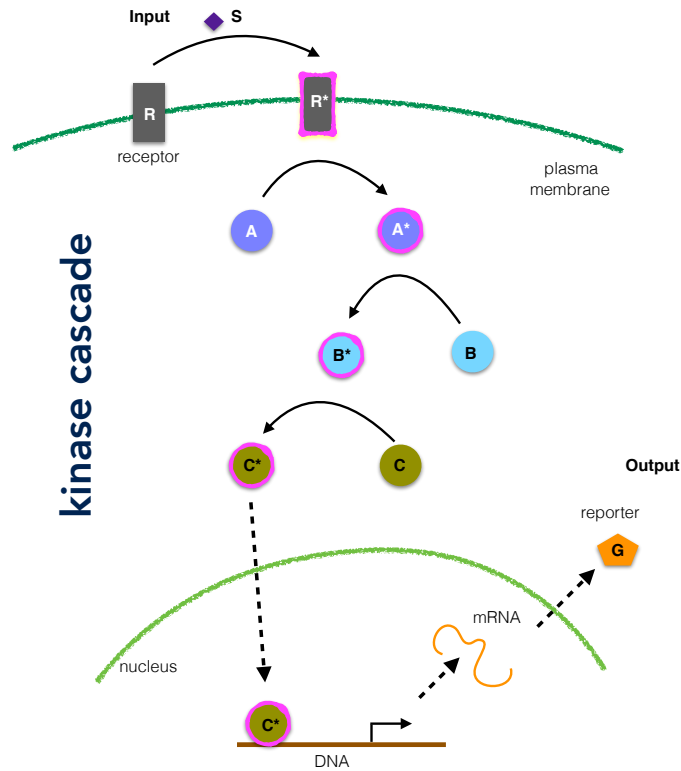 Input
S
R
R*
receptor
plasma
membrane
A
A*
kinase cascade
B*
B
C*
C
Output
reporter
G
mRNA
nucleus
C*
DNA